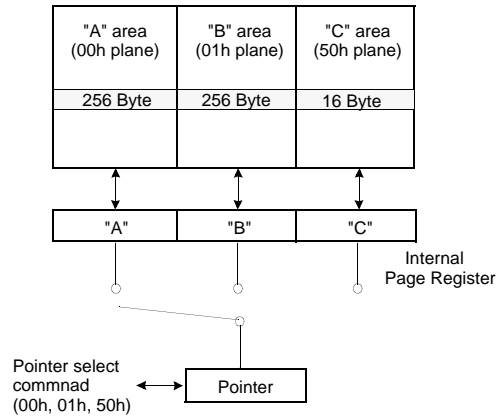 "A" area
(00h plane)
"B" area
(01h plane)
"C" area
(50h plane)
256 Byte
256 Byte
16 Byte
"A"
"B"
"C"
Internal
Page Register
Pointer select
commnad
(00h, 01h, 50h)
Pointer